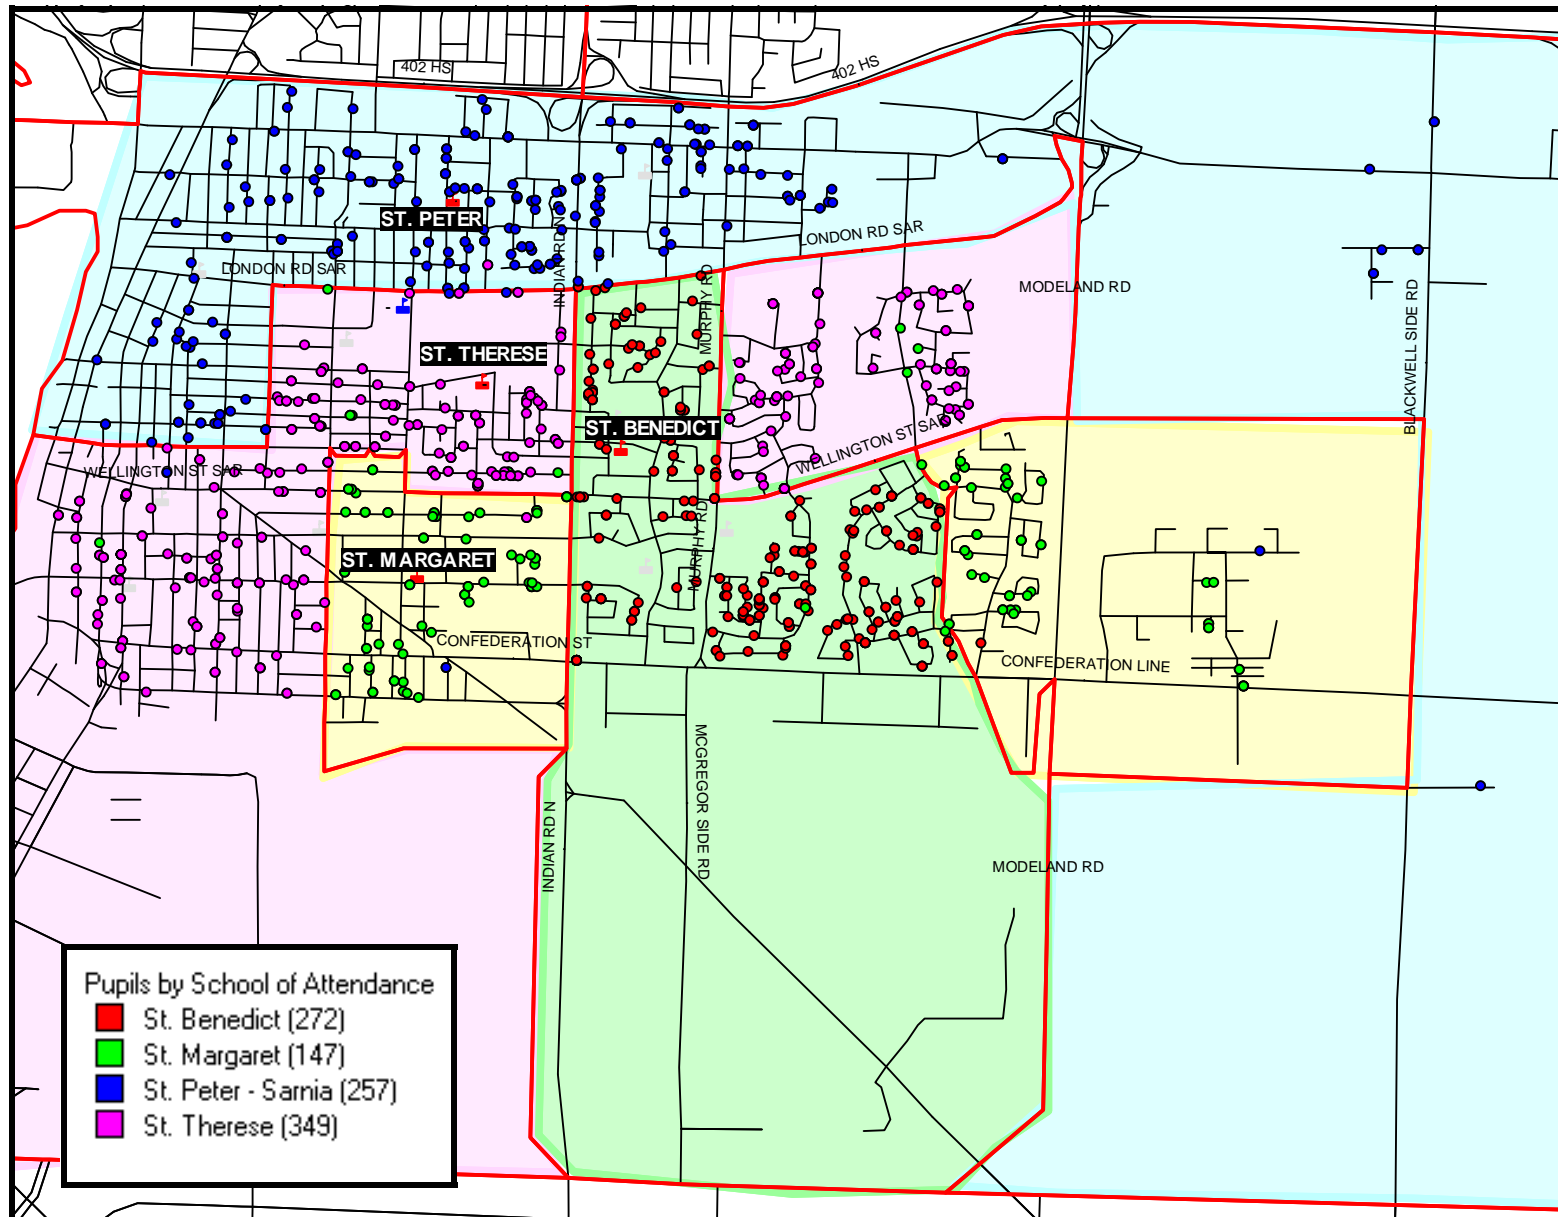 402 HS
402 HS
ST. PETER
INDIAN RD N
LONDON RD SAR
LONDON RD SAR
MURPHY RD
MODELAND RD
BLACKWELL SIDE RD
ST. THERESE
ST. BENEDICT
WELLINGTON ST SAR
WELLINGTON ST SAR
MURPHY RD
ST. MARGARET
CONFEDERATION ST
CONFEDERATION LINE
MCGREGOR SIDE RD
INDIAN RD N
MODELAND RD
Pupils by School of Attendance
St. Benedict (272)
St. Margaret (147)
St. Peter - Sarnia (257)
St. Therese (349)